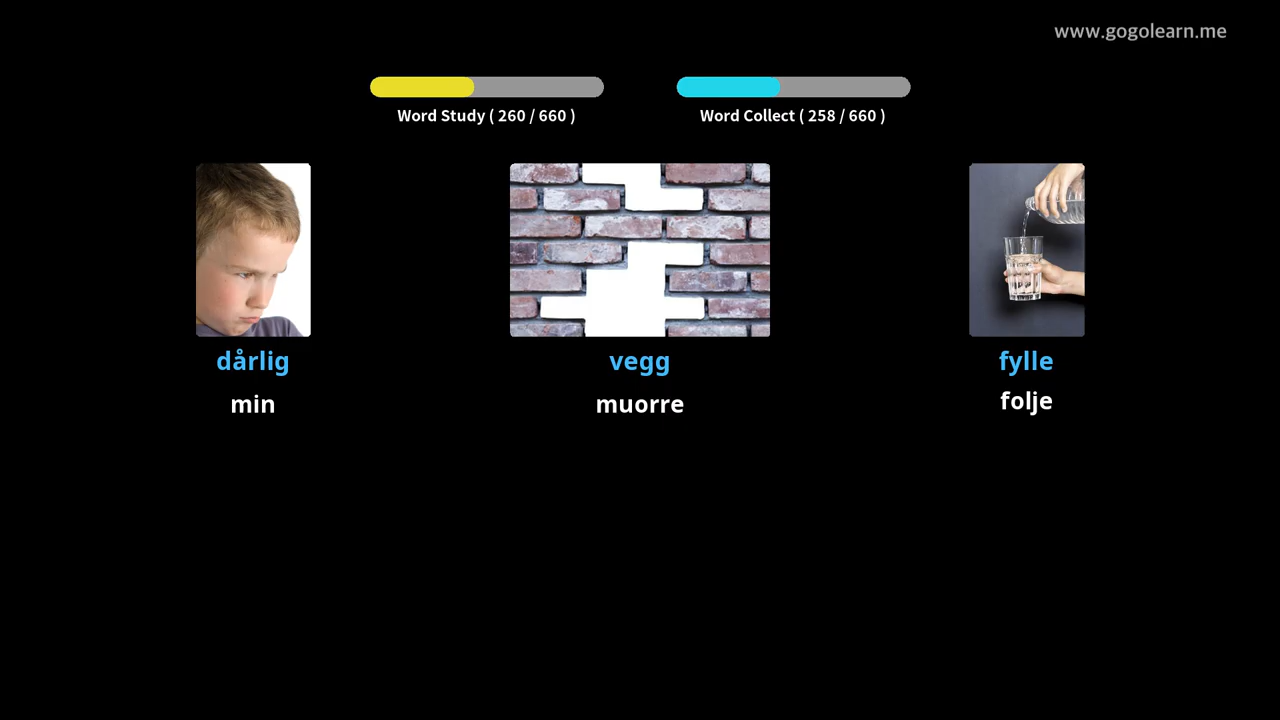 www.gogolearn.me
Word Study ( 260 / 660 )
Word Collect ( 258 / 660 )
dårlig
min
vegg
muorre
fylle
folje